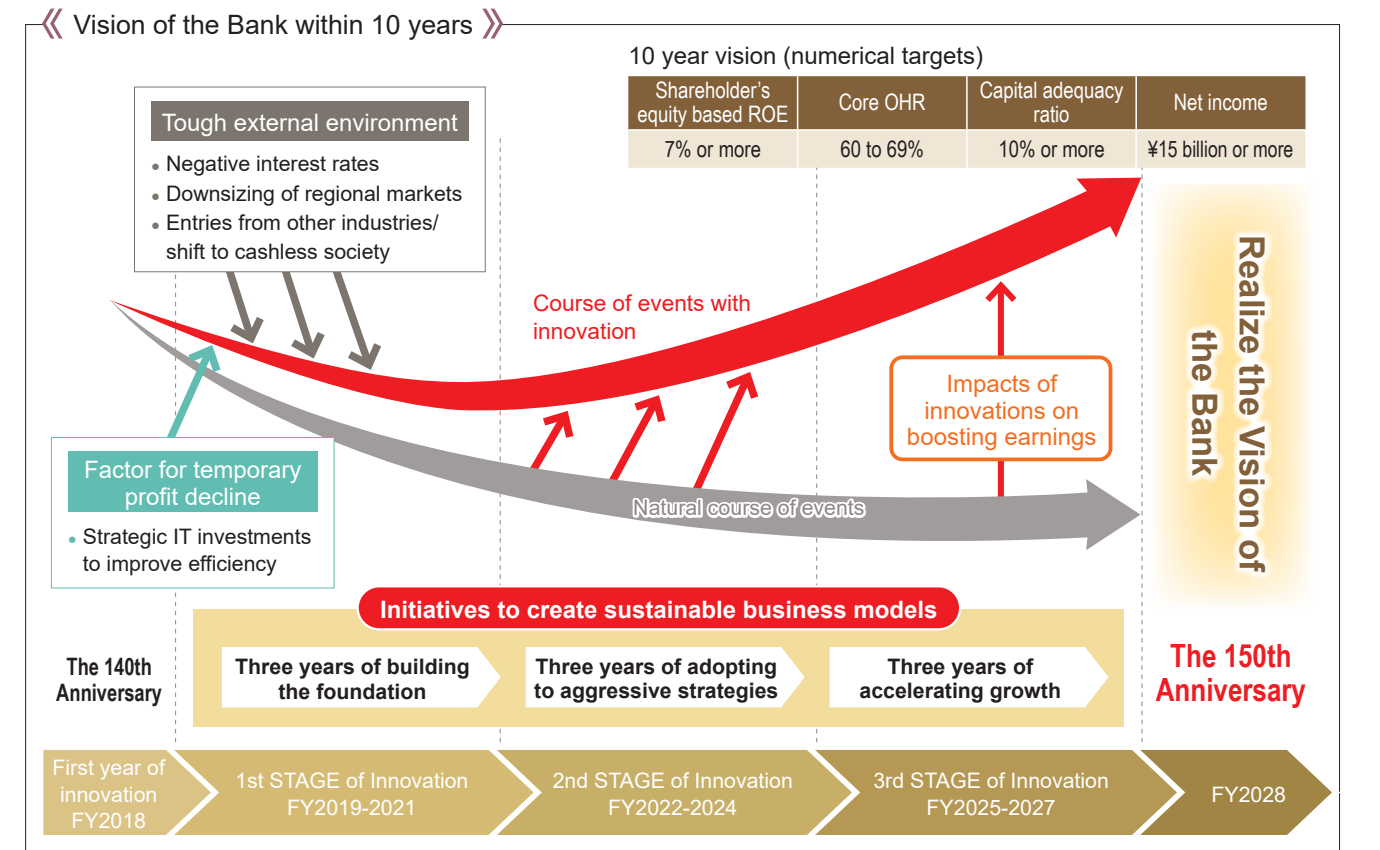 《 Vision of the Bank within 10 years 》
10 year vision (numerical targets)
Shareholder's
equity based ROE
Core OHR
Capital adequacy
ratio
Net income
7% or more
60 to 69%
10% or more
¥15 billion or more
Tough external environment
• Negative interest rates
• Downsizing of regional markets
• Entries from other industries/
shift to cashless society
Course of events with
innovation
Impacts of
innovations on
boosting earnings
Realize the Vision of
the Bank
Factor for temporary
profit decline
• Strategic IT investments
to improve efficiency
Natural course of events
Initiatives to create sustainable business models
The 140th
Anniversary
Three years of building
the foundation
Three years of adopting
to aggressive strategies
Three years of
accelerating growth
The 150th
Anniversary
First year of
innovation
FY2018
1st STAGE of Innovation
FY2019-2021
2nd STAGE of Innovation
FY2022-2024
3rd STAGE of Innovation
FY2025-2027
FY2028